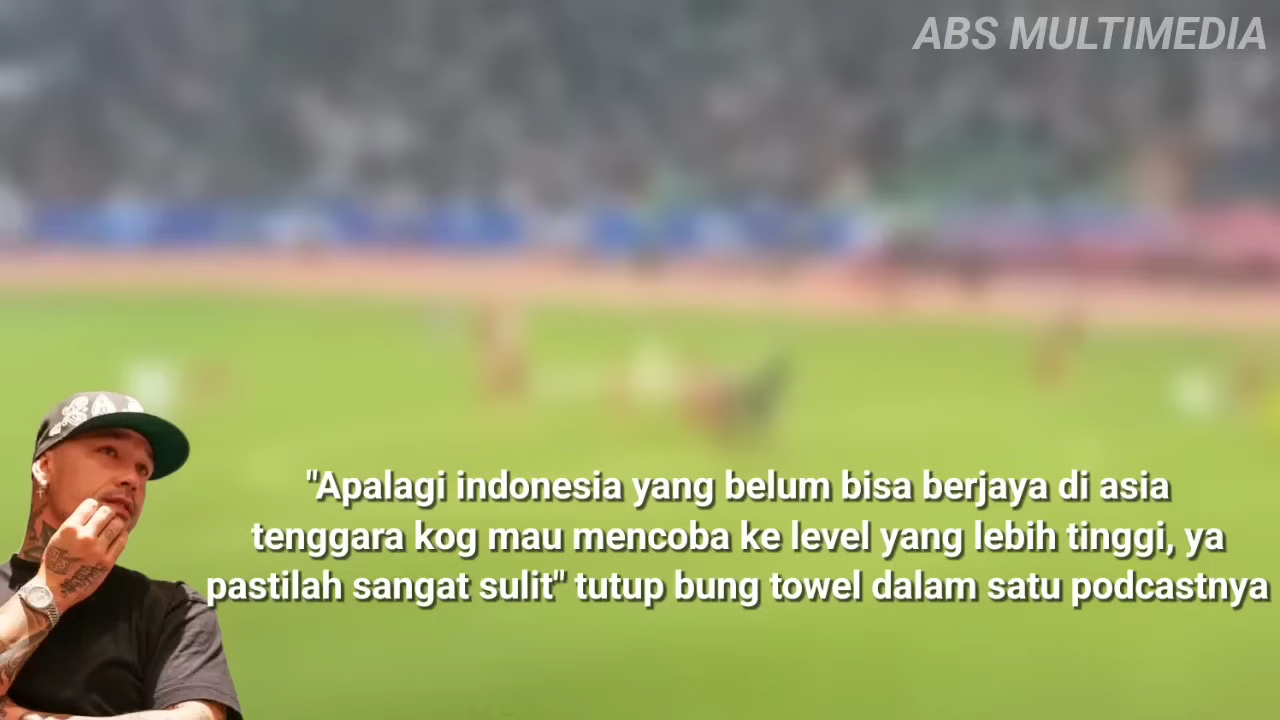 ABS MULTIMEDIA
"Apalagi indonesia yang belum bisa berjaya di asia
tenggara kog mau mencoba ke level yang lebih tinggi, ya
pastilah sangat sulit" tutup bung towel dalam satu podcastnya